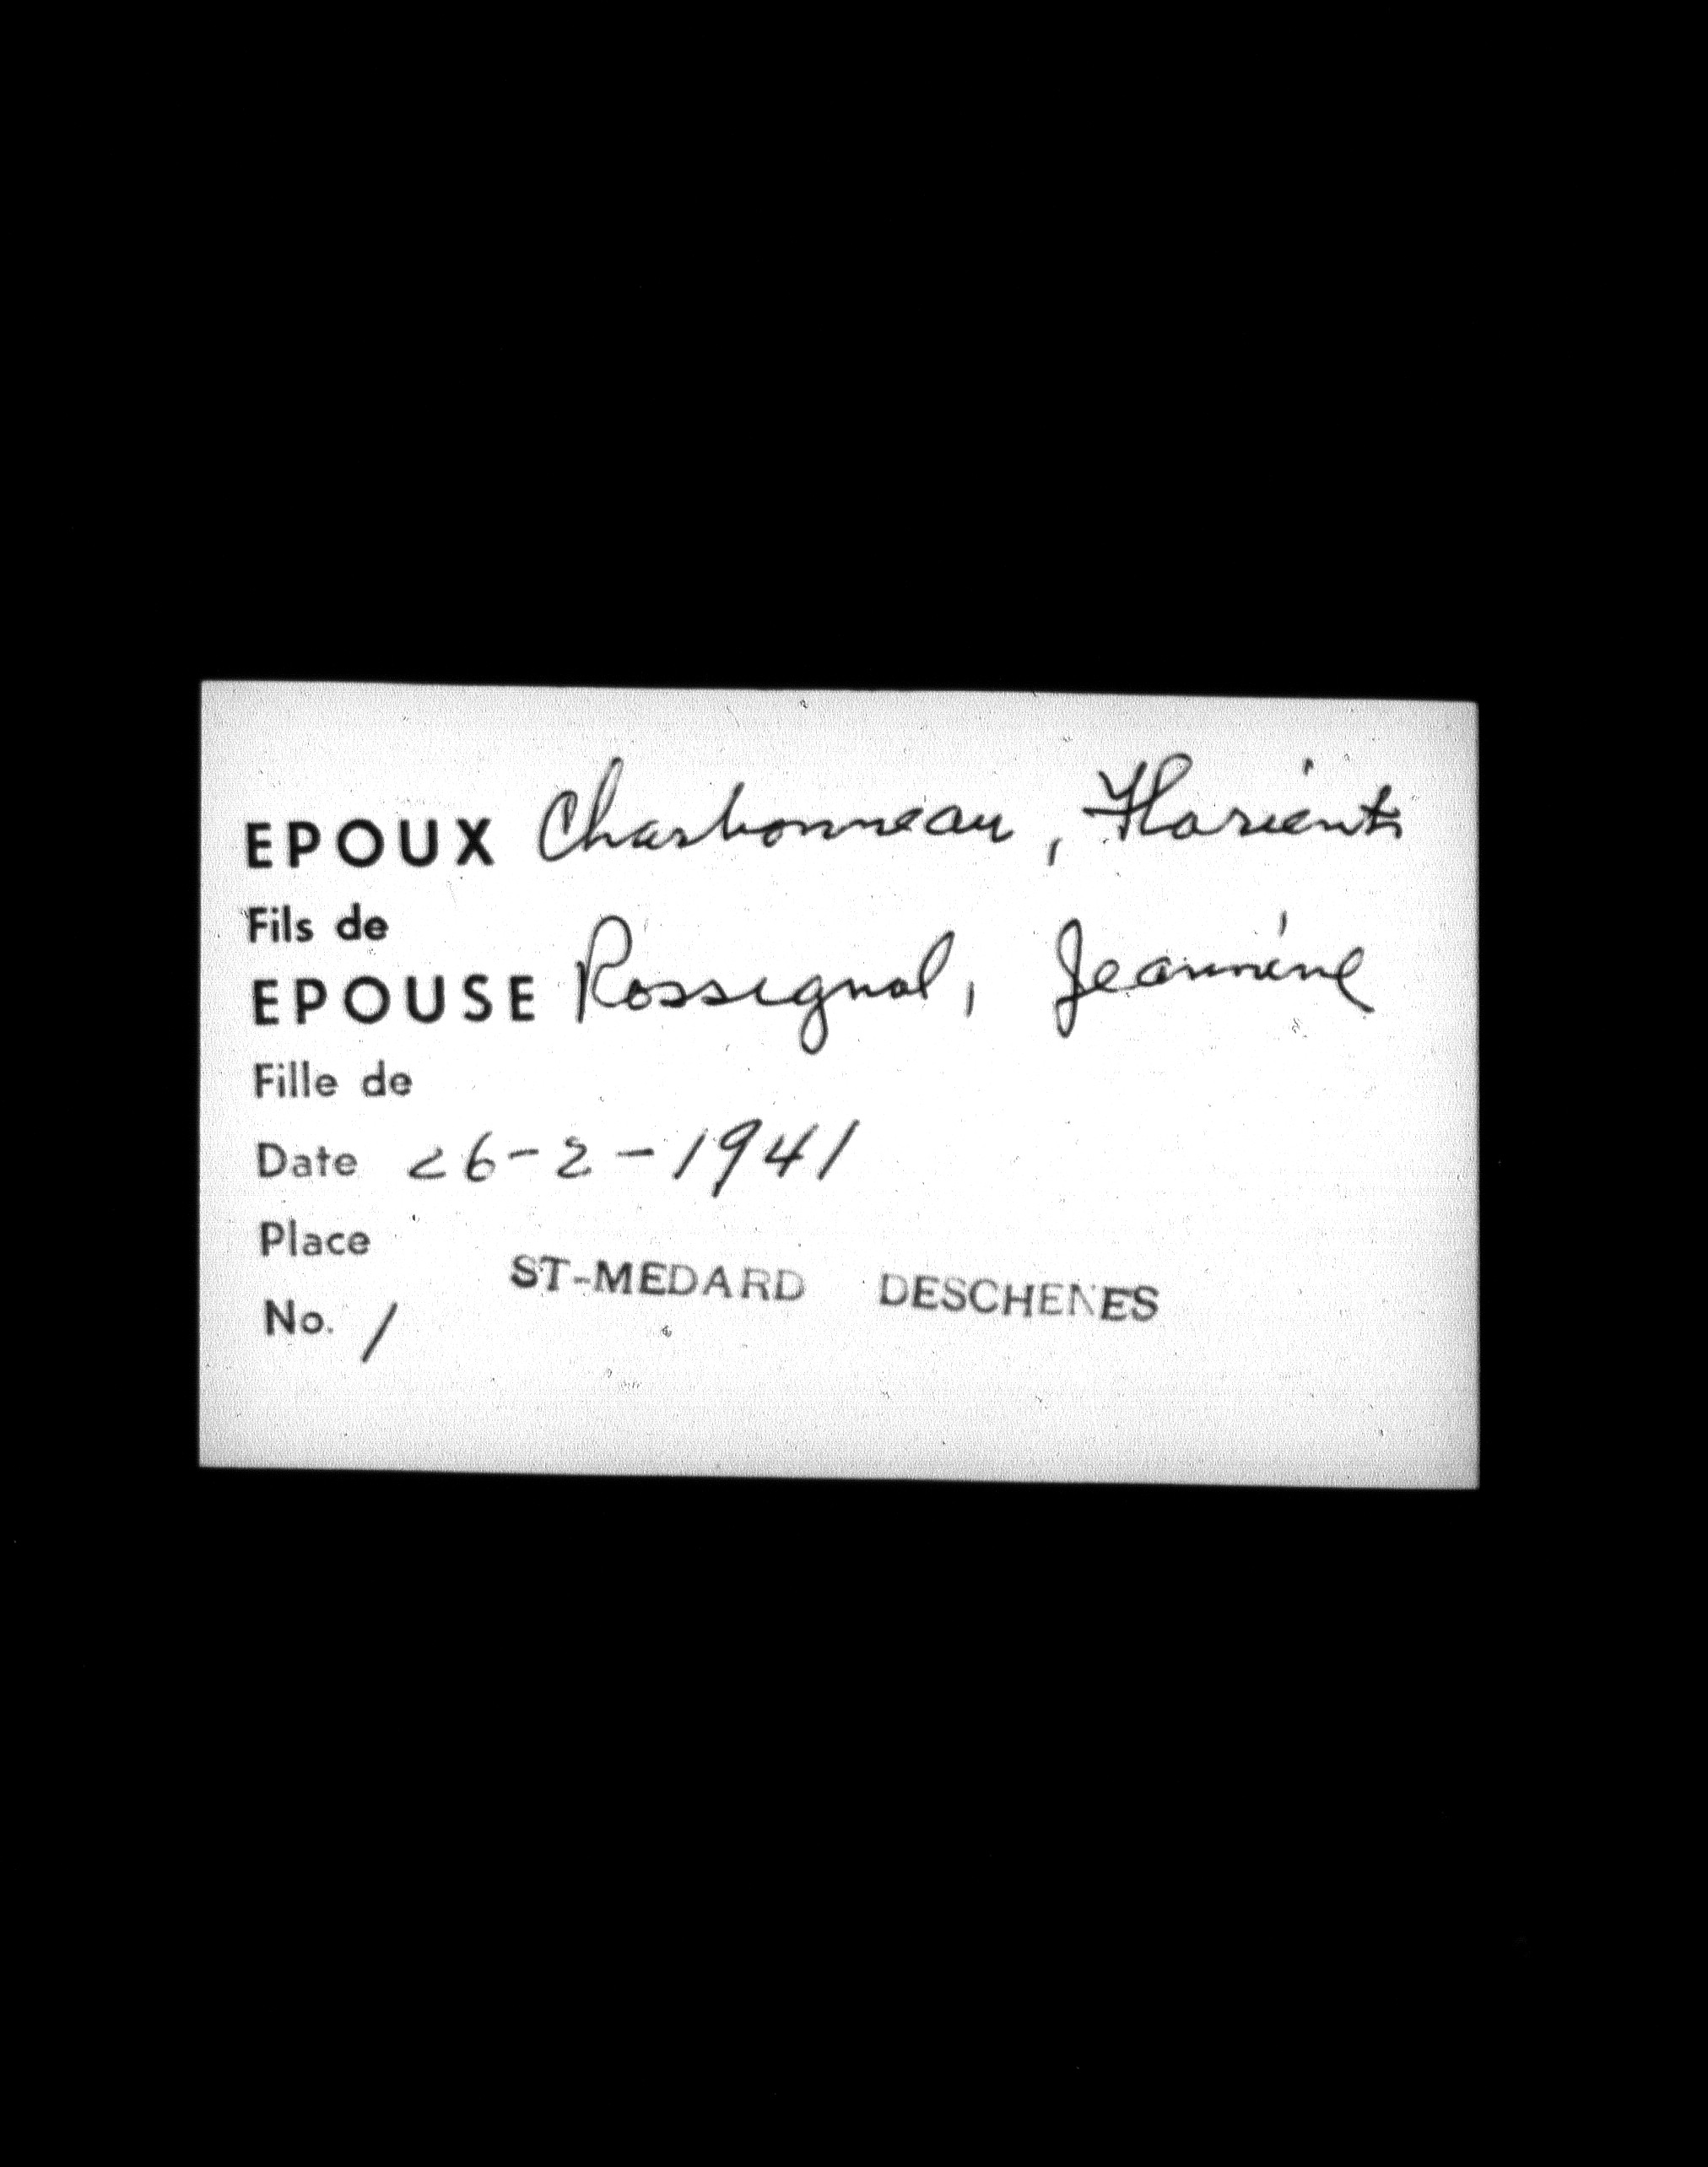 EPOUX Charbonneau, Florient
Fils de
EPOUSE Rossignol, Jeannine
Fille de
Date 26-2-1941
Place
ST-MEDARD DESCHENES
No. 1